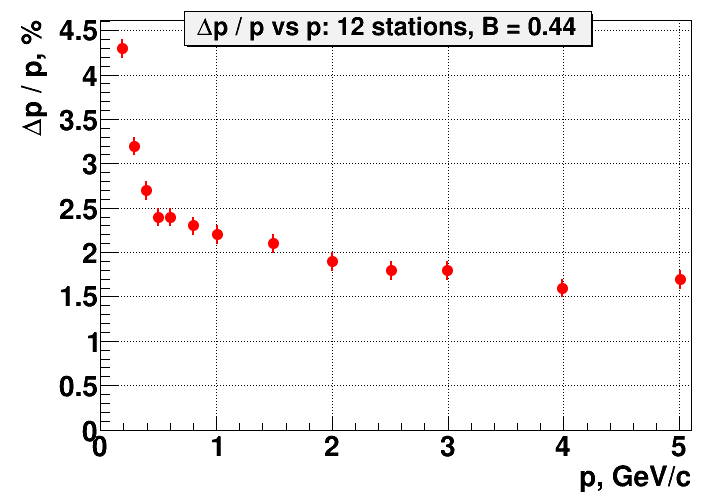 Δp / p vs p: 12 stations, B = 0.44
Δp / p, %
4.5
4
3.5
3
2.5
2
1.5
1
0.5
0
0 1 2 3 4 5
p, GeV/c